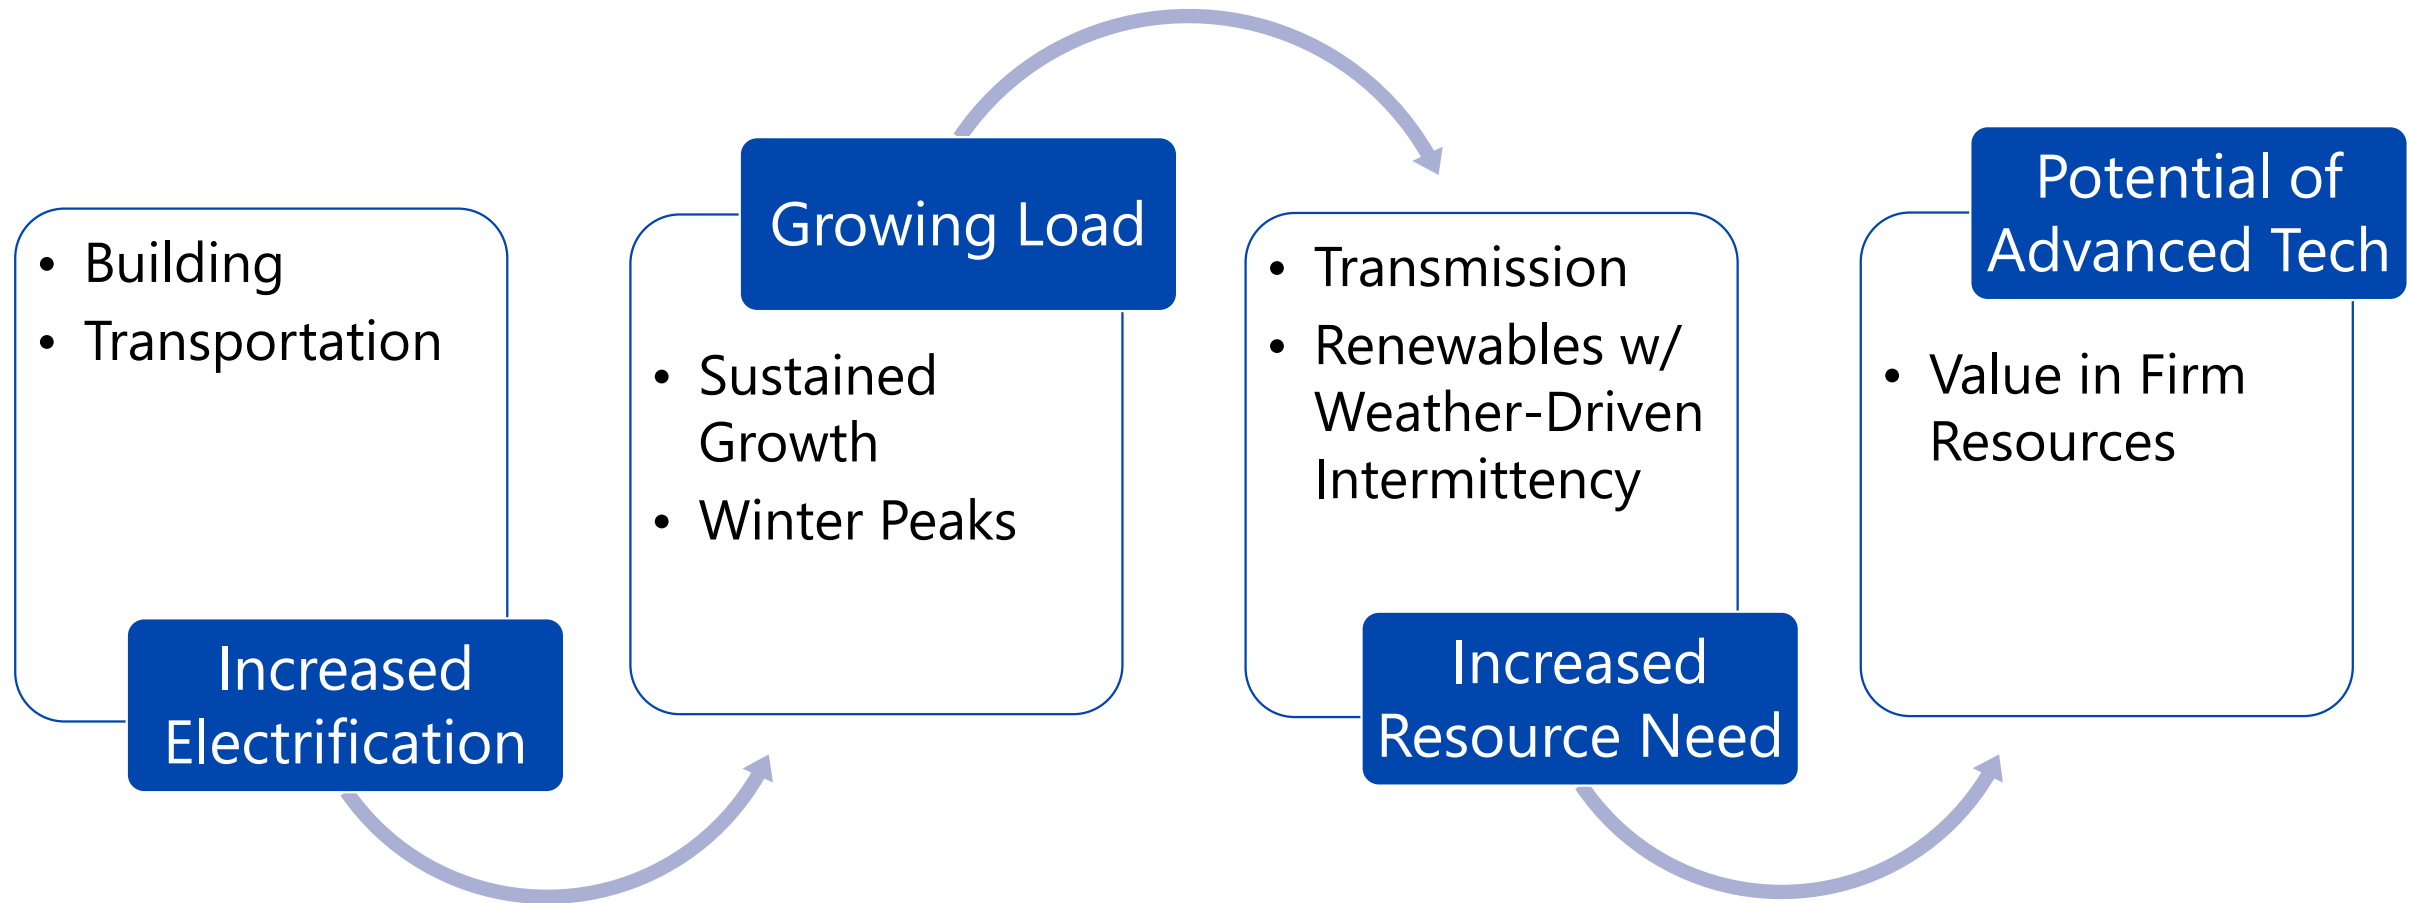 • Building
• Transportation
Increased
Electrification
Growing Load
• Sustained
Growth
• Winter Peaks
• Transmission
• Renewables w/
Weather-Driven
Intermittency
Increased
Resource Need
Potential of
Advanced Tech
• Value in Firm
Resources